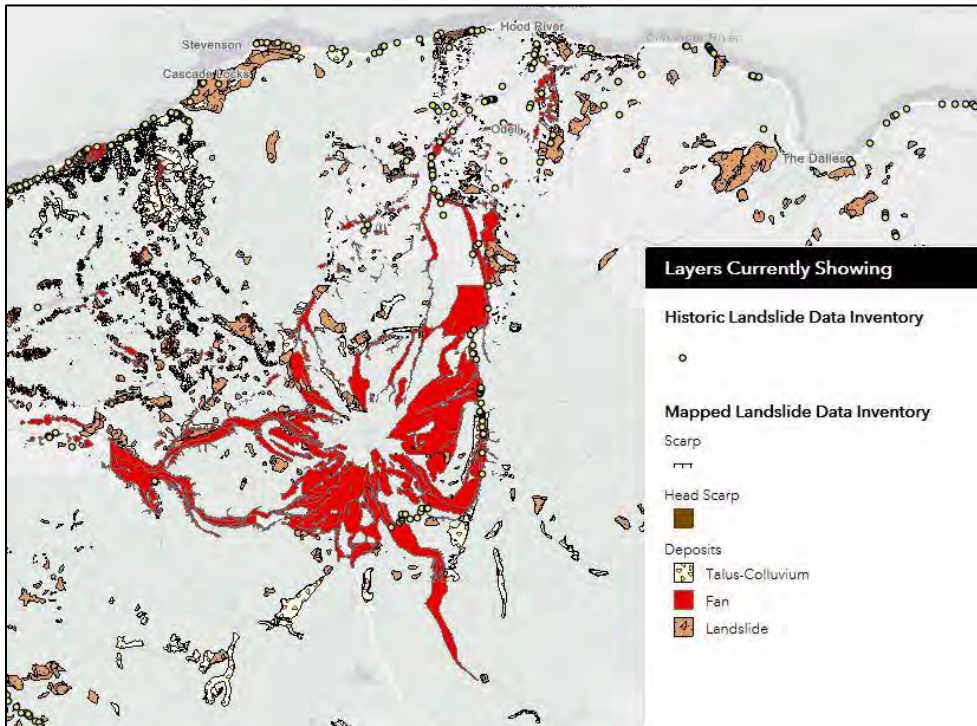 Hood River
Stevenson
Columbia River
Cascade Locks
Odell
The Dalles
Layers Currently Showing
Historic Landslide Data Inventory
Mapped Landslide Data Inventory
Scarp
Head Scarp
Deposits
Talus-Colluvium
Fan
Landslide